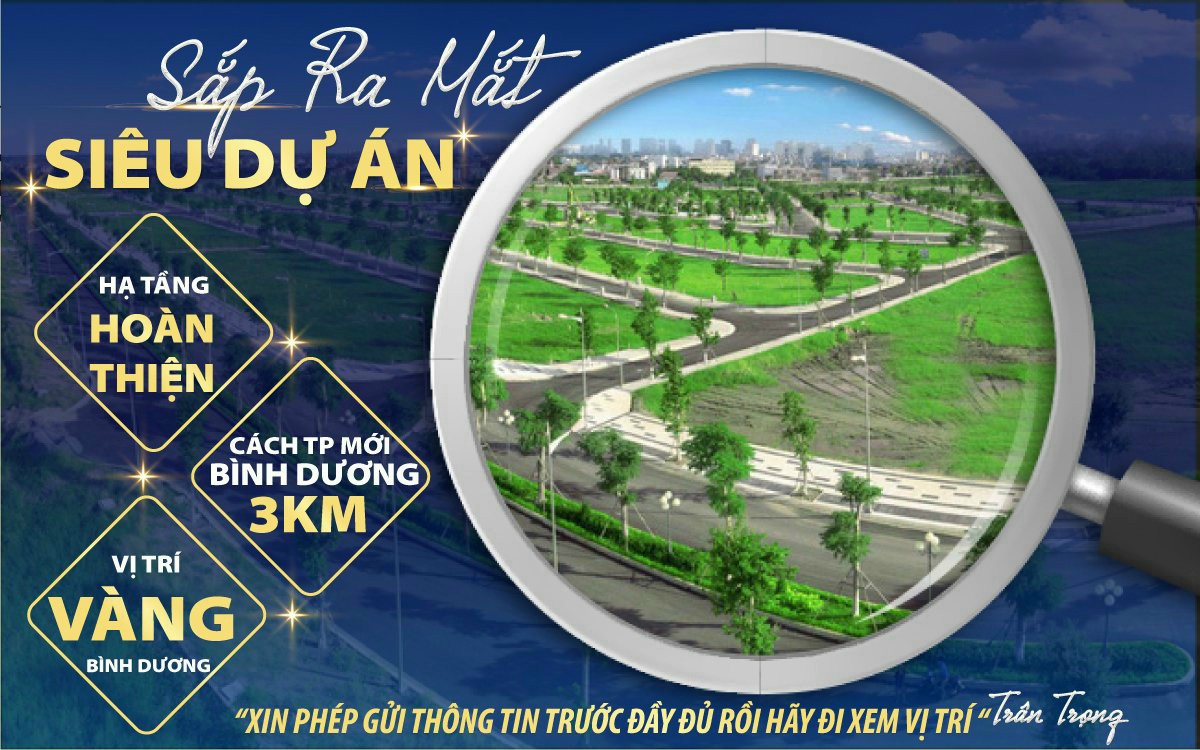 Sắp Ra Mắt
SIÊU DỰ ÁN
HẠ TẦNG
HOÀN
THIỆN
CÁCH TP MỚI
BÌNH DƯƠNG
3KM
VỊ TRÍ
VÀNG
BÌNH DƯƠNG
“XIN PHÉP GỬI THÔNG TIN TRƯỚC ĐẦY ĐỦ RỒI HÃY ĐI XEM VỊ TRÍ “ Trân Trọng